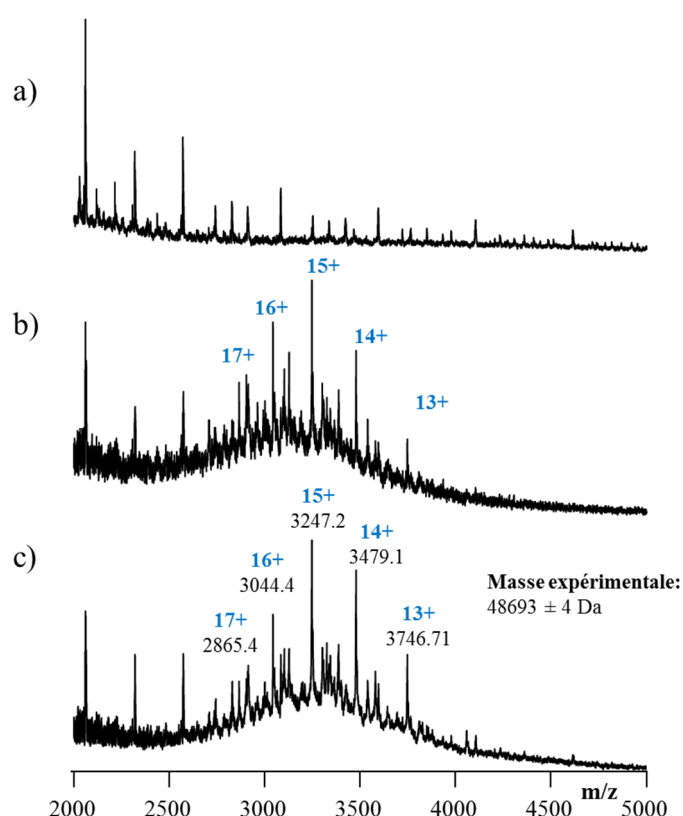 a)
15+
16+
b)
14+
17+
13+
15+
3247.2
14+
c)
16+
3479.1
3044.4
Masse expérimentale:
48693 ± 4 Da
17+
13+
2865.4
3746.71
m/z
2000 2500 3000 3500 4000 4500 5000